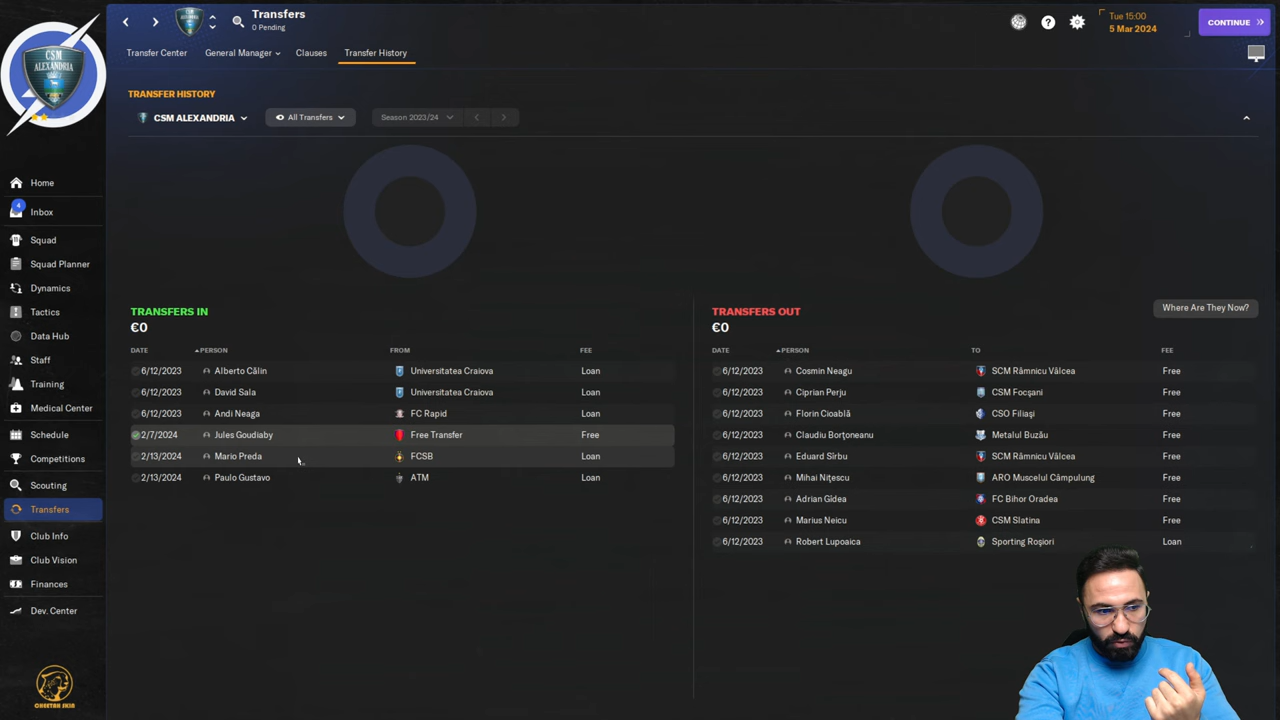 CSM
ALEXANDRIA
Transfers
0 Pending
Tue 15:00
5 Mar 2024
CONTINUE
Transfer Center
General Manager
Clauses
Transfer History
TRANSFER HISTORY
CSM ALEXANDRIA
All Transfers
Season 2023/24
Home
4
Inbox
Squad
Squad Planner
Dynamics
Tactics
Data Hub
Staff
Training
Medical Center
Schedule
Competitions
Scouting
Transfers
Club Info
Club Vision
Finances
Dev. Center
CHEETAH SKIN
TRANSFERS IN
€0
DATE PERSON FROM FEE
6/12/2023 Alberto Călin Universitatea Craiova Loan
6/12/2023 David Sala Universitatea Craiova Loan
6/12/2023 Andi Neaga FC Rapid Loan
2/7/2024 Jules Goudiaby Free Transfer Free
2/13/2024 Mario Preda FCSB Loan
2/13/2024 Paulo Gustavo ATM Loan
TRANSFERS OUT
€0
Where Are They Now?
DATE PERSON TO FEE
6/12/2023 Cosmin Neagu SCM Râmnicu Vâlcea Free
6/12/2023 Ciprian Perju CSM Focşani Free
6/12/2023 Florin Cioablă CSO Filiaşi Free
6/12/2023 Claudiu Borţoneanu Metalul Buzău Free
6/12/2023 Eduard Sîrbu SCM Râmnicu Vâlcea Free
6/12/2023 Mihai Niţescu ARO Muscelul Câmpulung Free
6/12/2023 Adrian Gîdea FC Bihor Oradea Free
6/12/2023 Marius Neicu CSM Slatina Free
6/12/2023 Robert Lupoaica Sporting Roşiori Loan